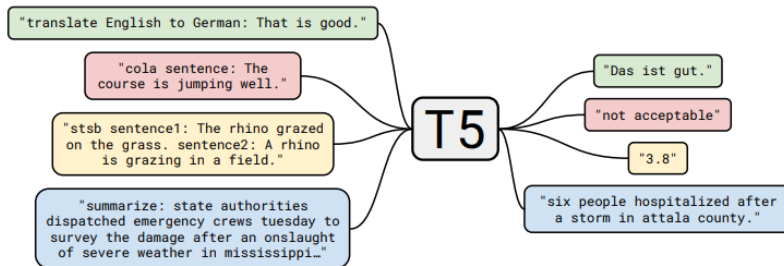 "translate English to German: That is good."
"cola sentence: The
course is jumping well."
"stsb sentence1: The rhino grazed
on the grass. sentence2: A rhino
is grazing in a field."
"summarize: state authorities
dispatched emergency crews tuesday to
survey the damage after an onslaught
of severe weather in mississippi…"
T5
"Das ist gut."
"not acceptable"
"3.8"
"six people hospitalized after
a storm in attala county."